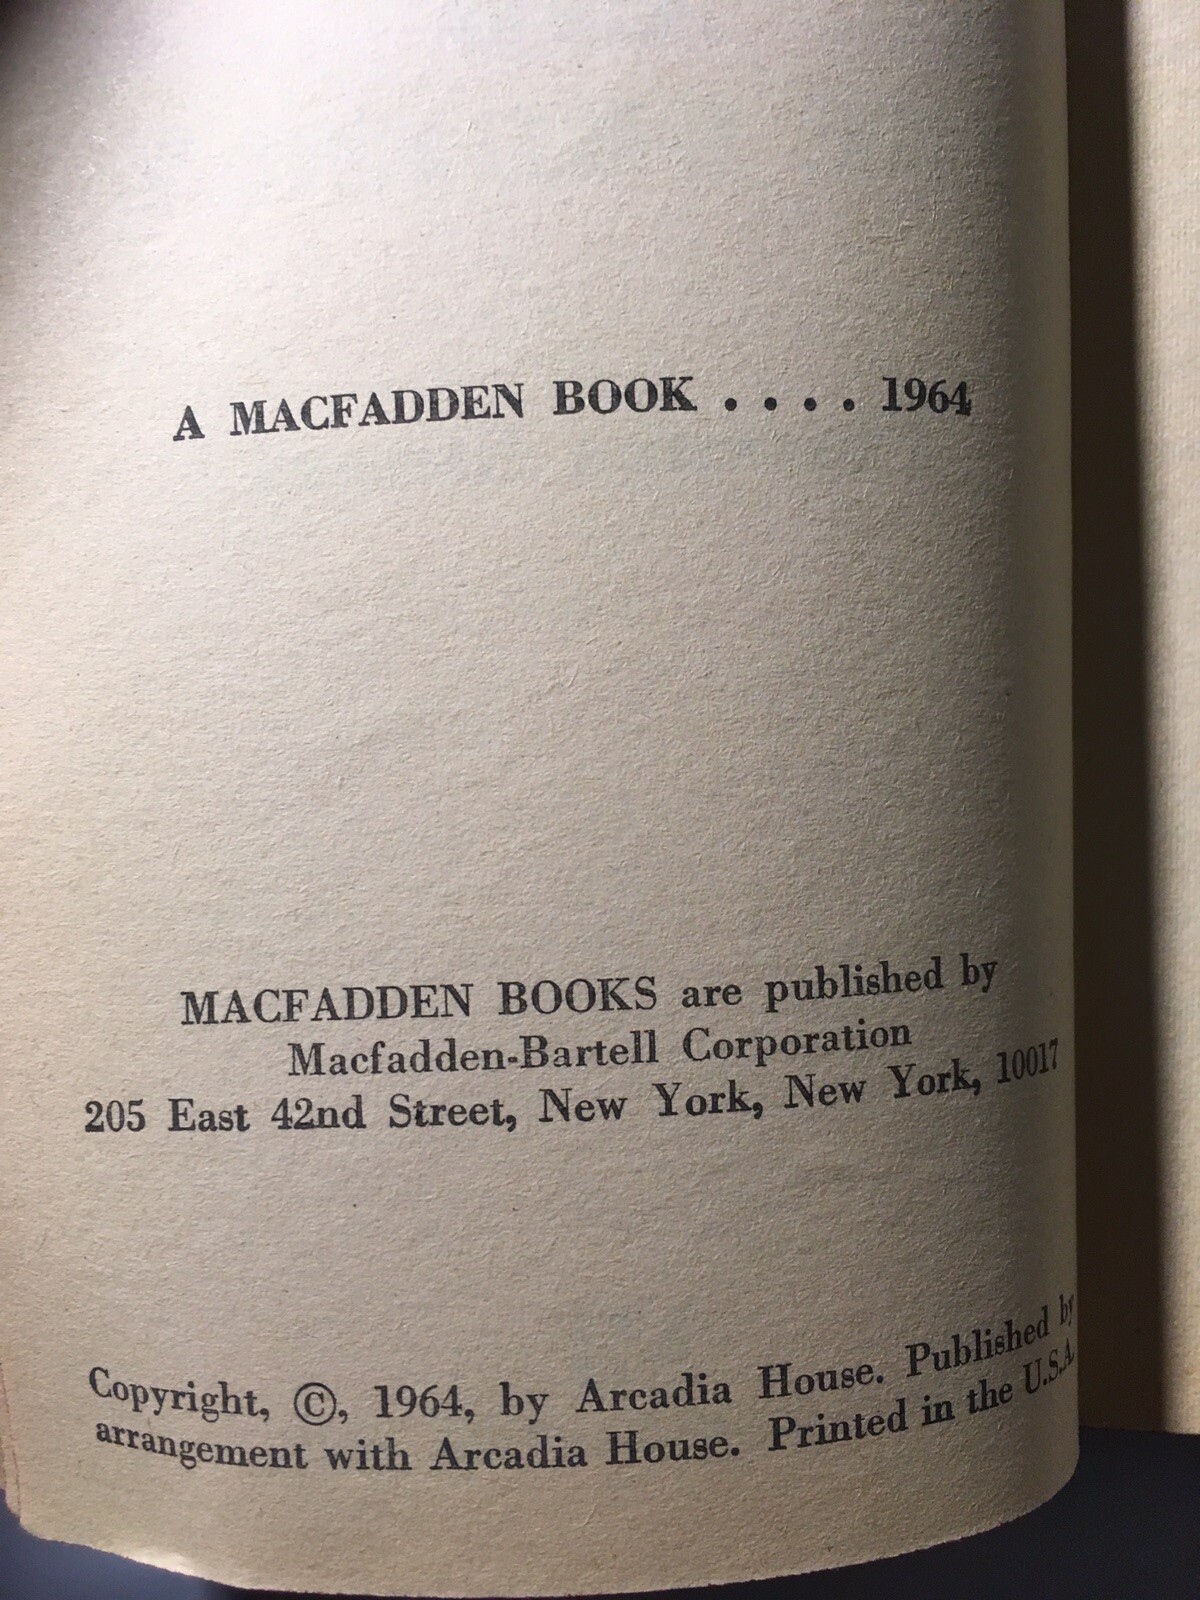 A MACFADDEN BOOK . . . . 1964
MACFADDEN BOOKS are published by
Macfadden-Bartell Corporation
205 East 42nd Street, New York, New York, 10017
Copyright, ©, 1964, by Arcadia House. Published by
arrangement with Arcadia House. Printed in the U.S.A